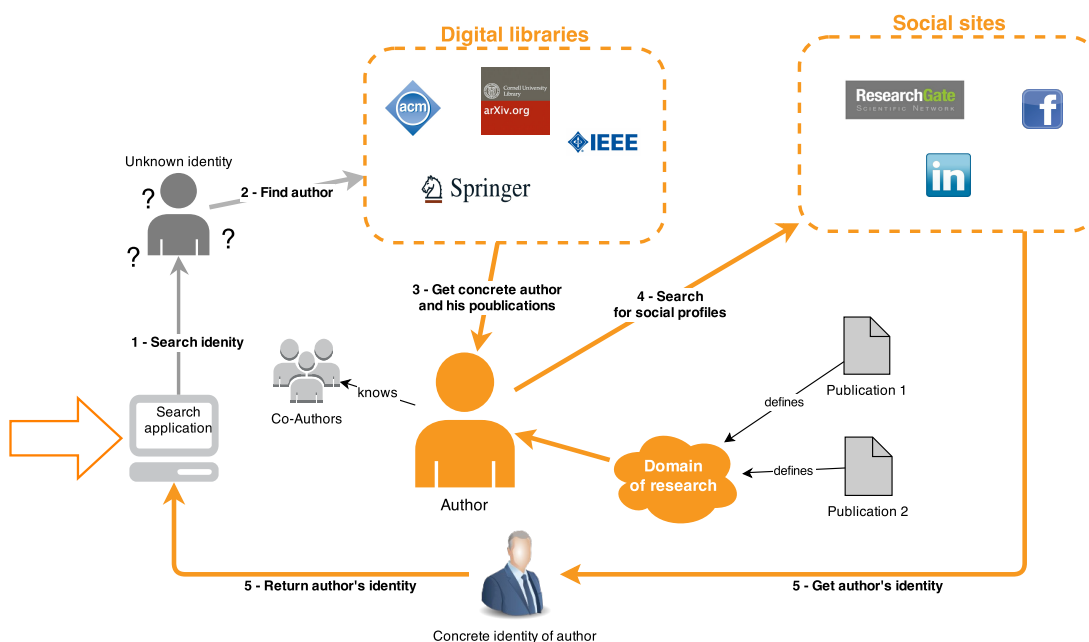 Digital libraries
Social sites
acm
Cornell University
Library
arXiv.org
IEEE
Springer
ResearchGate
SCIENTIFIC NETWORK
f
in
Unknown identity
?
?
?
2 - Find author
3 - Get concrete author
and his poublications
4 - Search
for social profiles
1 - Search idenity
Co-Authors
knows
Search
application
Author
Domain
of research
defines
Publication 1
defines
Publication 2
5 - Return author's identity
5 - Get author's identity
Concrete identity of author